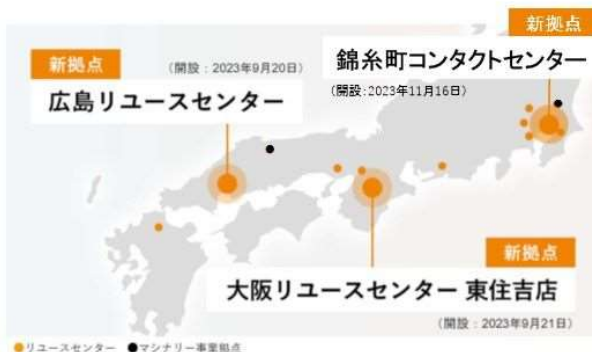 新拠点
錦糸町コンタクトセンター
(開設:2023年11月16日)
新拠点
(開設:2023年9月20日)
広島リユースセンター
新拠点
大阪リユースセンター 東住吉店
(開設:2023年9月21日)
●リユースセンター ●マシナリー事業拠点